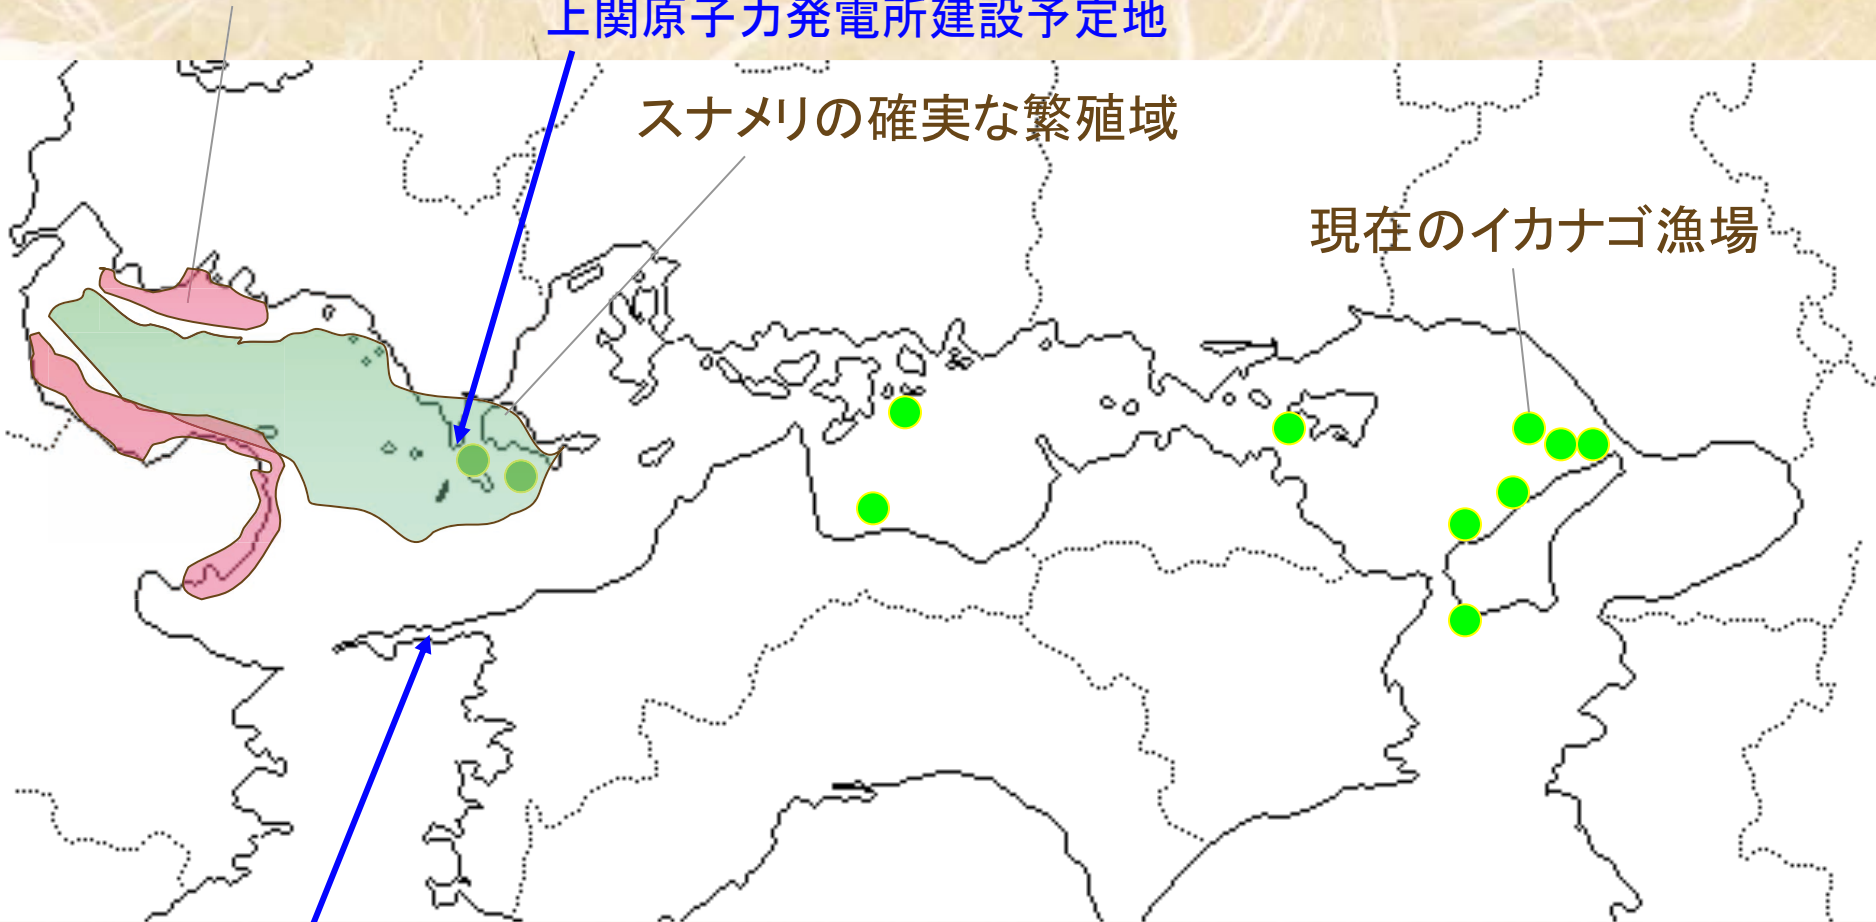 上関原子力発電所建設予定地
スナメリの確実な繁殖域
現在のイカナゴ漁場